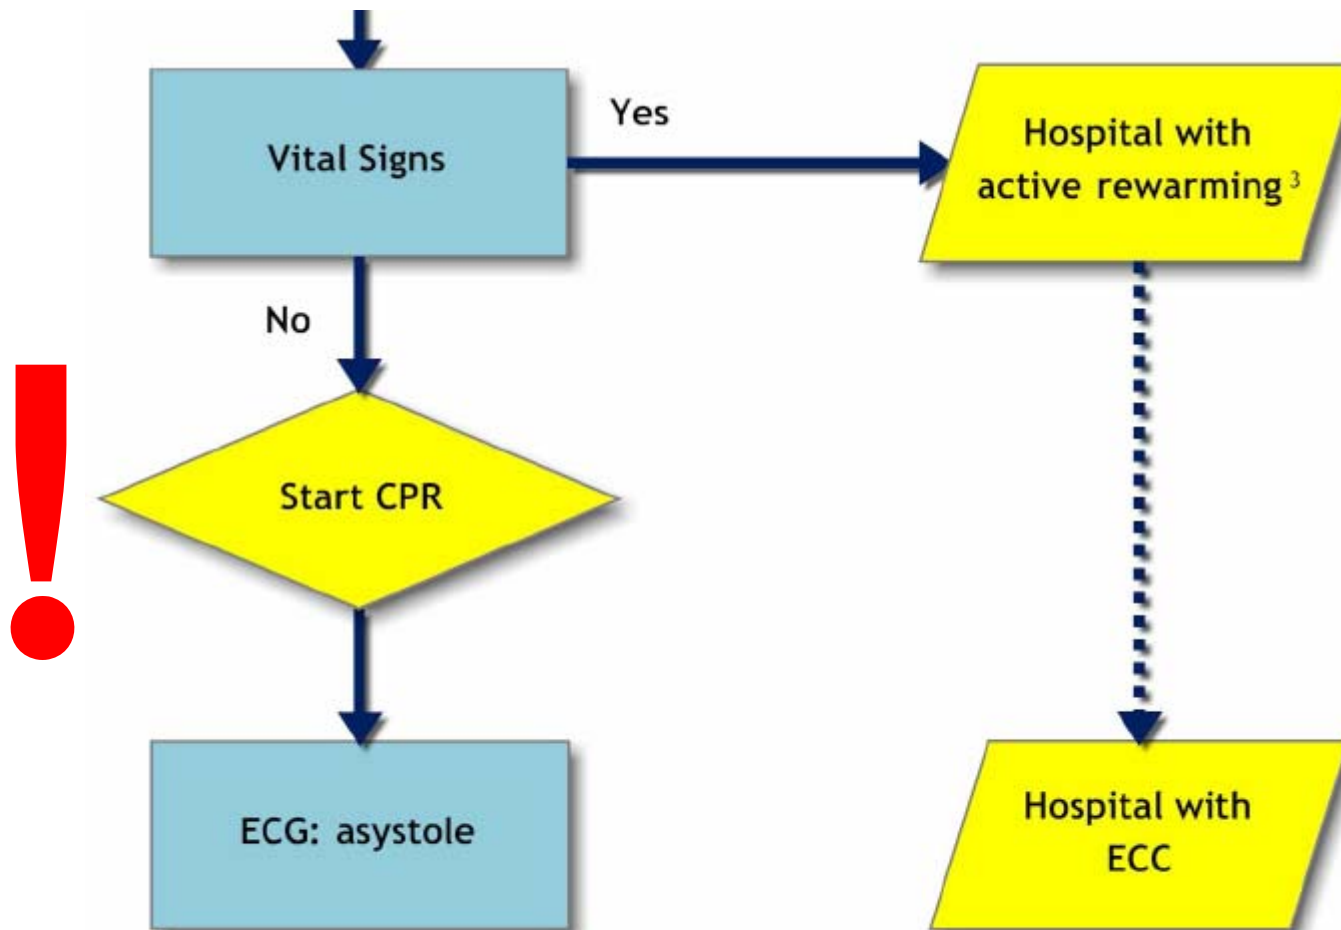 Vital Signs
Yes
Hospital with
active rewarming 3
No
!
Start CPR
ECG: asystole
Hospital with
ECC